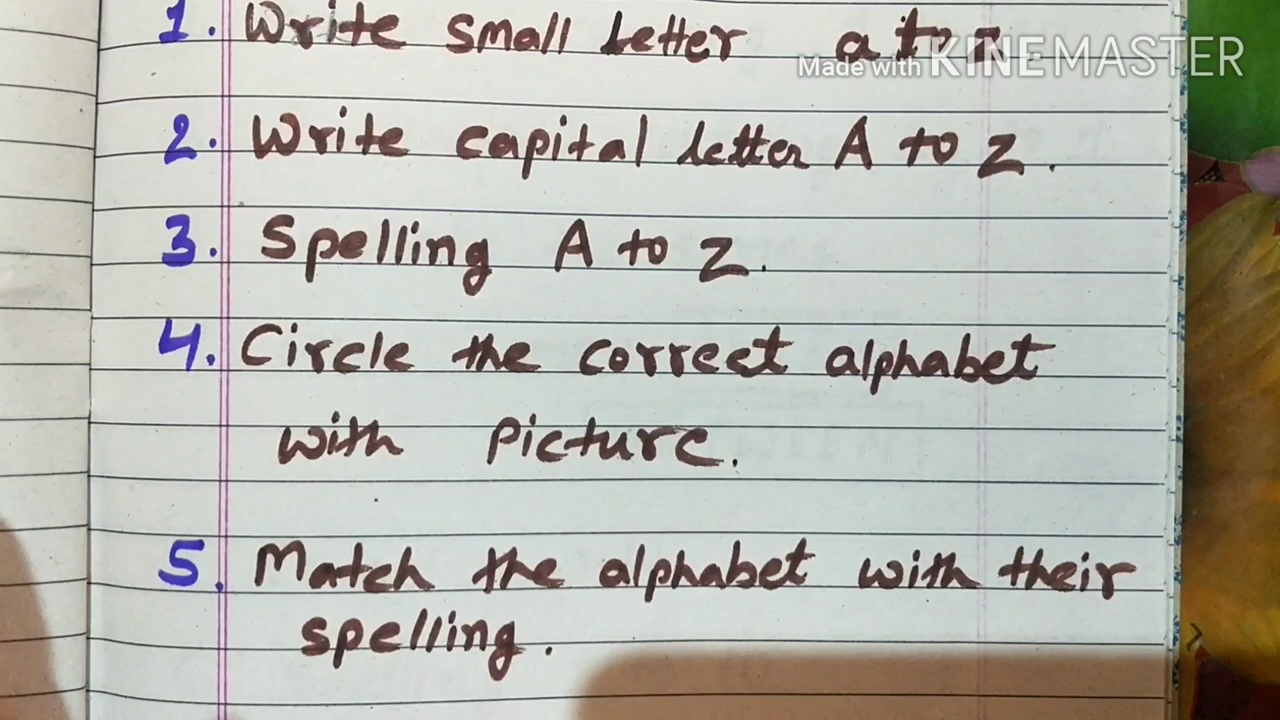 1. Write small letter a to z
Made with KINEMASTER
2. Write capital letter A to Z.
3. Spelling A to Z.
4. Circle the correct alphabet
with Picture.
5. Match the alphabet with their
spelling.